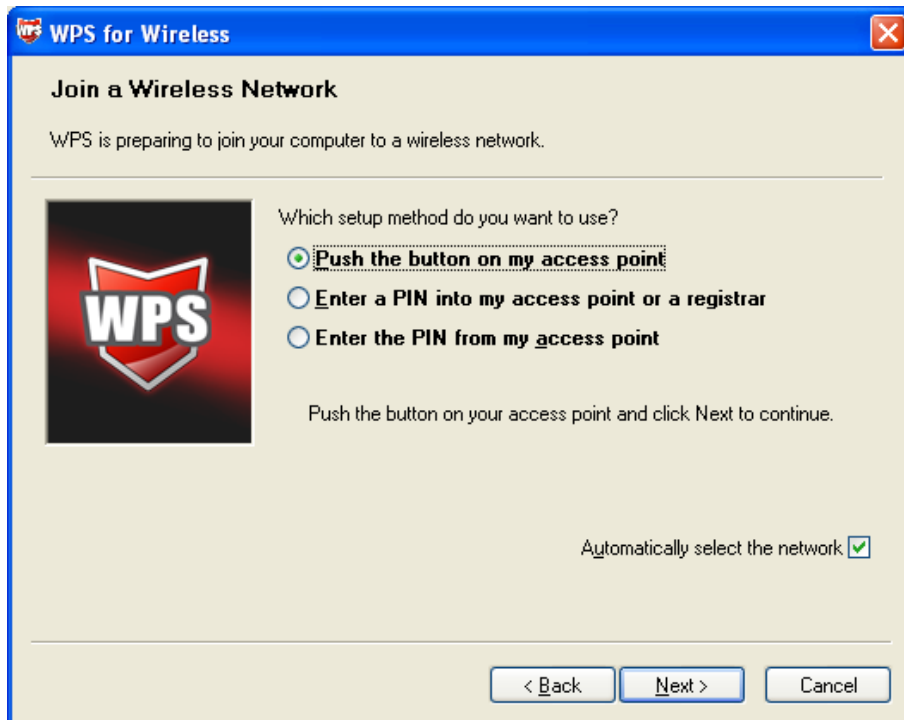 WPS for Wireless
Join a Wireless Network
WPS is preparing to join your computer to a wireless network.
Which setup method do you want to use?
Push the button on my access point
Enter a PIN into my access point or a registrar
Enter the PIN from my access point
WPS
Push the button on your access point and click Next to continue.
Automatically select the network
< Back Next > Cancel